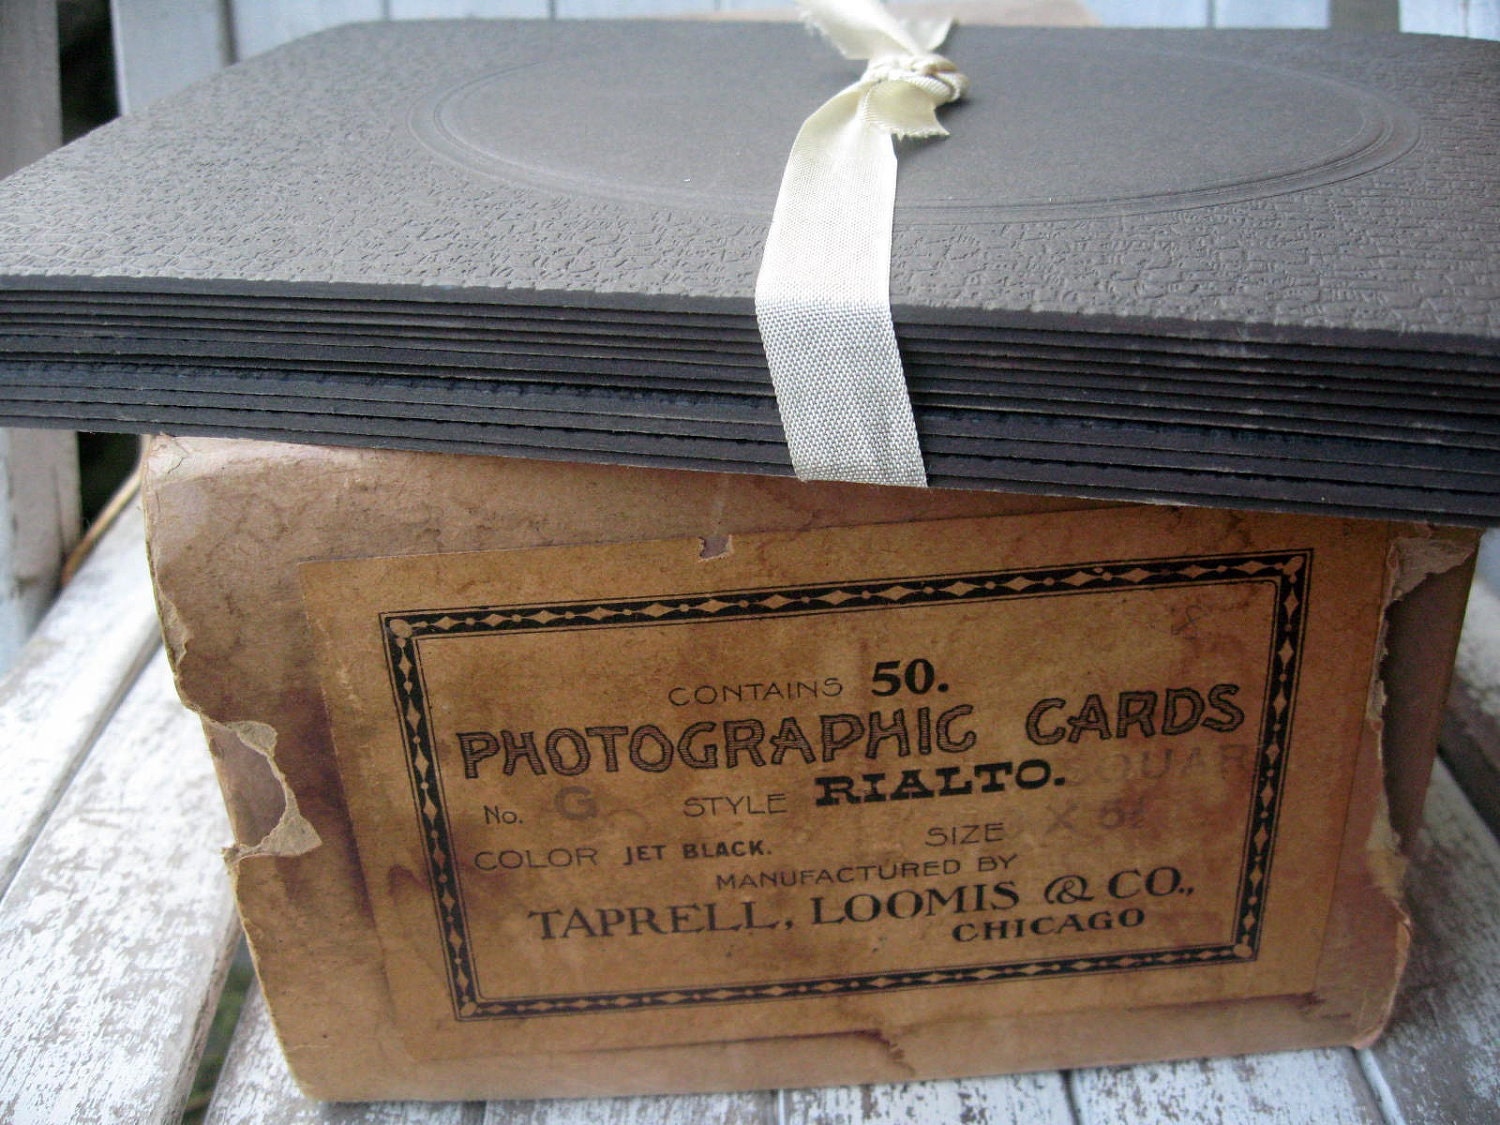 CONTAINS 50.
PHOTOGRAPHIC CARDS
No. G STYLE RIALTO.
COLOR JET BLACK. SIZE
MANUFACTURED BY
TAPRELL, LOOMIS & CO.,
CHICAGO